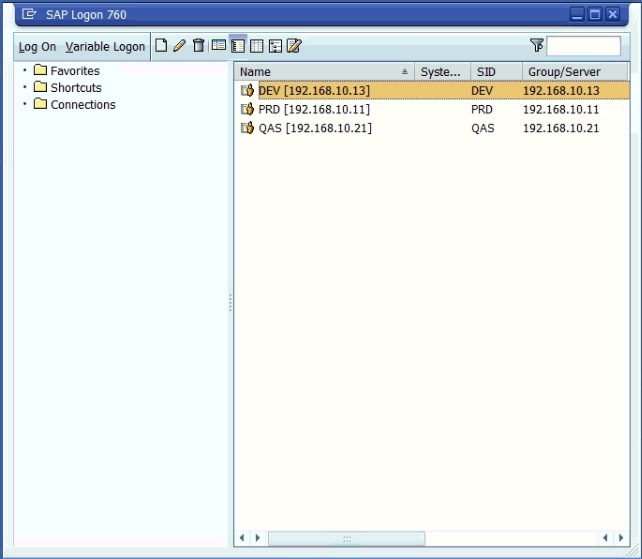 SAP Logon 760
Log On Variable Logon
Favorites
Shortcuts
Connections
Name Syste... SID Group/Server
DEV [192.168.10.13] DEV 192.168.10.13
PRD [192.168.10.11] PRD 192.168.10.11
QAS [192.168.10.21] QAS 192.168.10.21